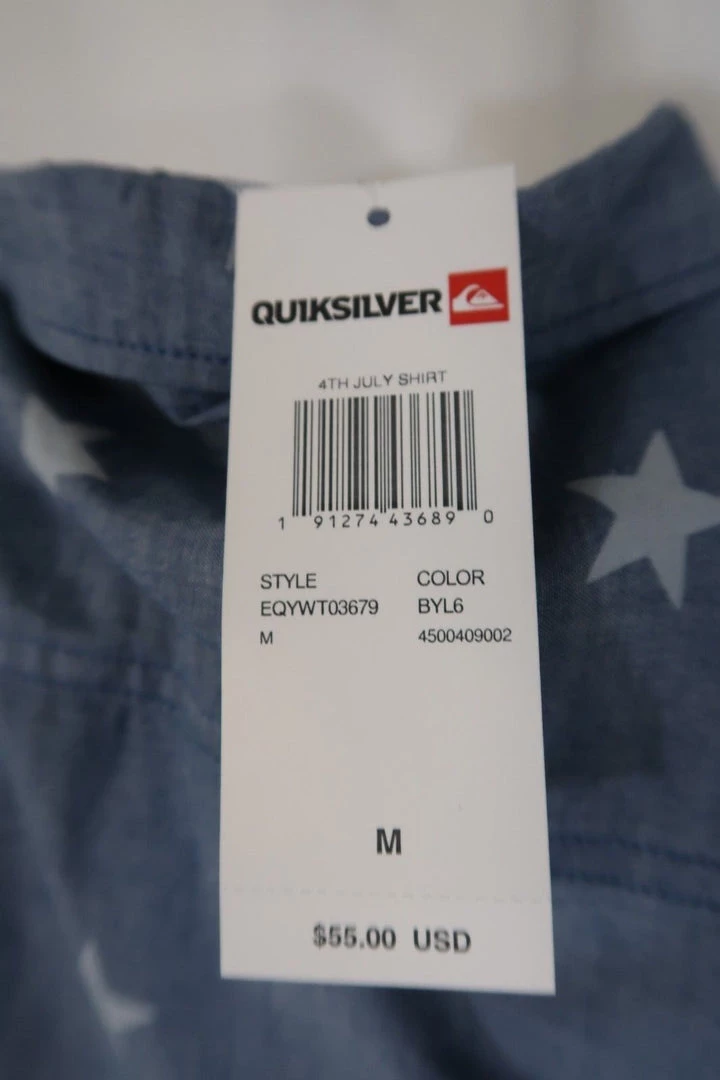 QUIKSILVER
4TH JULY SHIRT
1 91274 43689 0
STYLE COLOR
EQYWT03679 BYL6
M 4500409002
M
$55.00 USD